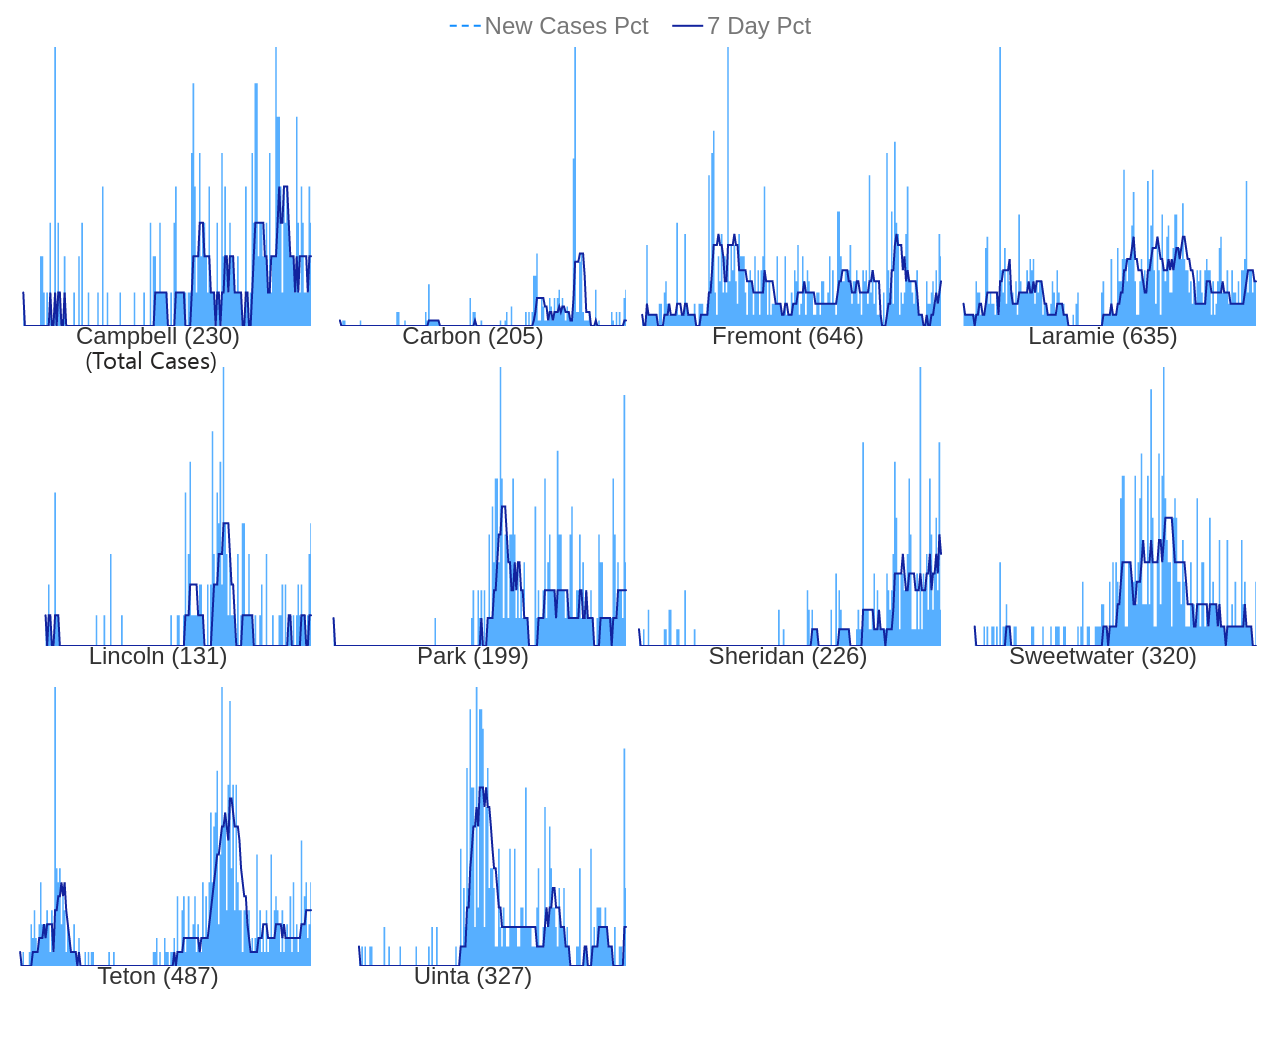 New Cases Pct 7 Day Pct
Campbell (230) Carbon (205) Fremont (646) Laramie (635)
(Total Cases)
Lincoln (131) Park (199) Sheridan (226) Sweetwater (320)
Teton (487) Uinta (327)